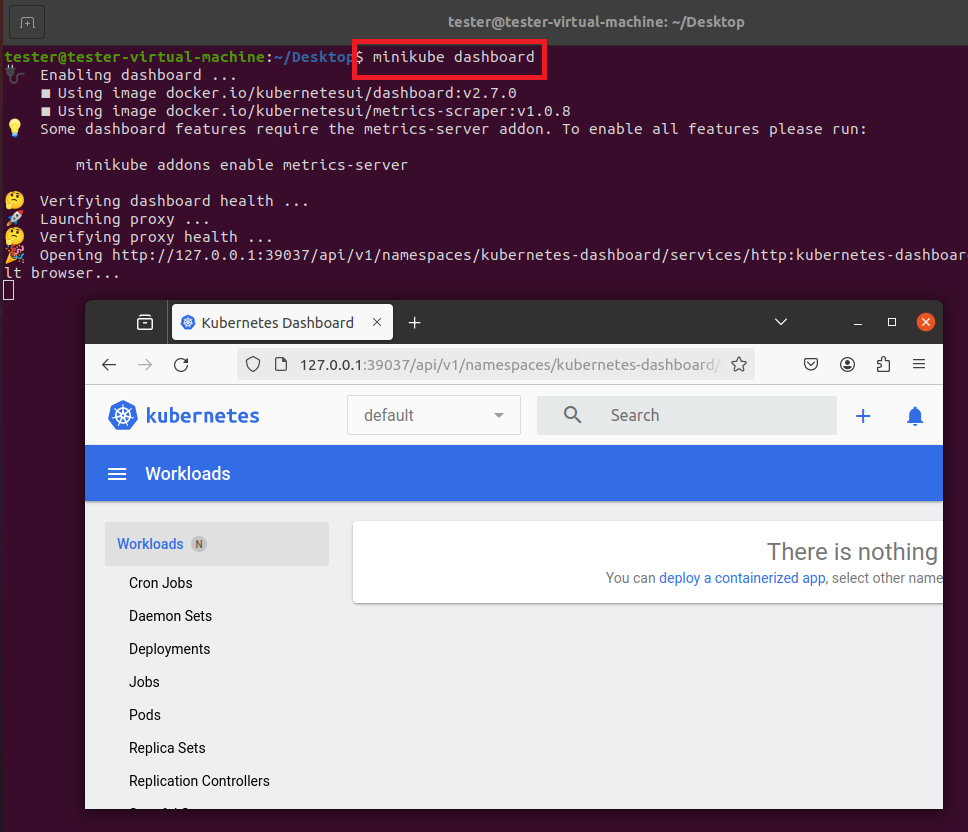 tester@tester-virtual-machine: ~/Desktop
tester@tester-virtual-machine:~/Desktop$ minikube dashboard
Enabling dashboard ...
■ Using image docker.io/kubernetesui/dashboard:v2.7.0
■ Using image docker.io/kubernetesui/metrics-scraper:v1.0.8
Some dashboard features require the metrics-server addon. To enable all features please run:
minikube addons enable metrics-server
Verifying dashboard health ...
Launching proxy ...
Verifying proxy health ...
Opening http://127.0.0.1:39037/api/v1/namespaces/kubernetes-dashboard/services/http:kubernetes-dashboar
lt browser...
Kubernetes Dashboard
127.0.0.1:39037/api/v1/namespaces/kubernetes-dashboard/
kubernetes
default
Search
Workloads
Workloads N
There is nothing
You can deploy a containerized app, select other name
Cron Jobs
Daemon Sets
Deployments
Jobs
Pods
Replica Sets
Replication Controllers